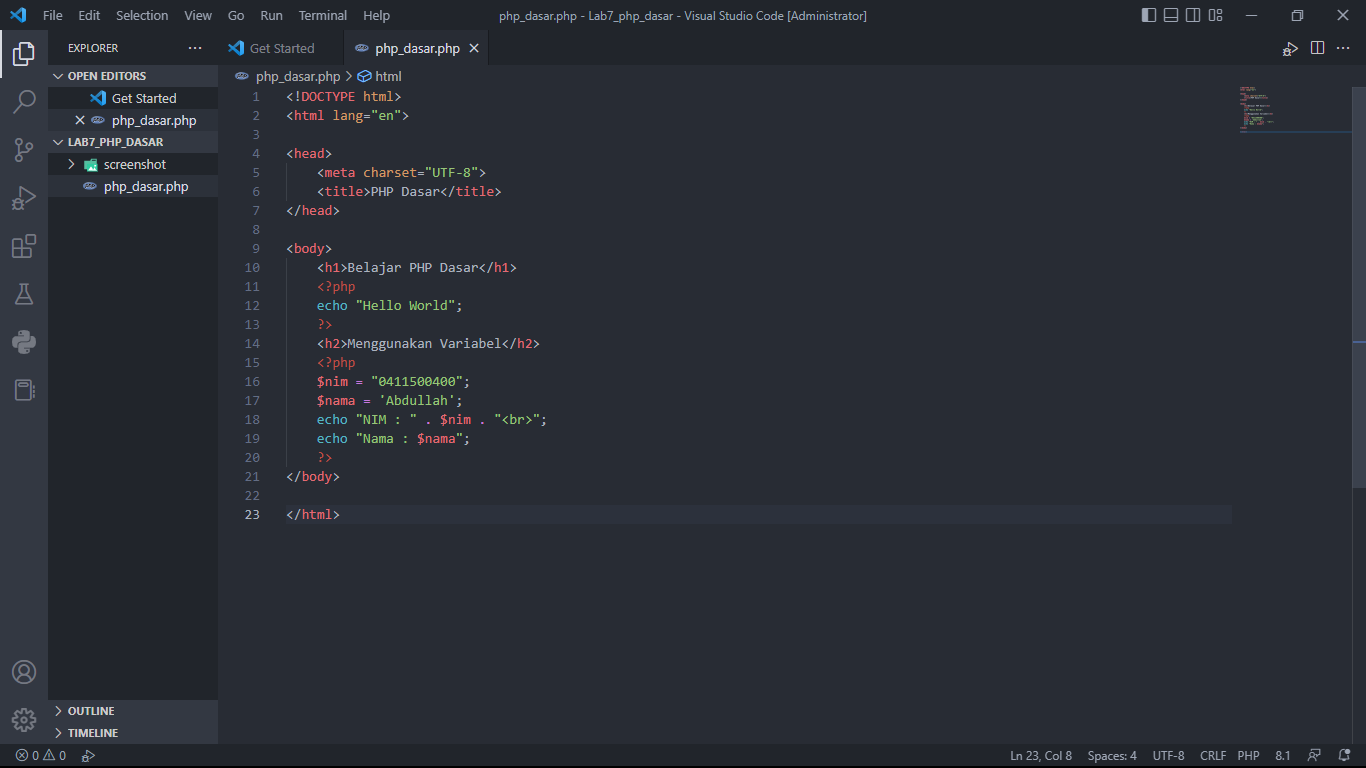 File Edit Selection View Go Run Terminal Help php_dasar.php - Lab7_php_dasar - Visual Studio Code [Administrator]
EXPLORER
Get Started
php_dasar.php
OPEN EDITORS
Get Started
php_dasar.php
LAB7_PHP_DASAR
screenshot
php_dasar.php
OUTLINE
TIMELINE
php_dasar.php > html
1 <!DOCTYPE html>
2 <html lang="en">
3
4 <head>
5     <meta charset="UTF-8">
6     <title>PHP Dasar</title>
7 </head>
8
9 <body>
10     <h1>Belajar PHP Dasar</h1>
11     <?php
12     echo "Hello World";
13     ?>
14     <h2>Menggunakan Variabel</h2>
15     <?php
16     $nim = "0411500400";
17     $nama = 'Abdullah';
18     echo "NIM : " . $nim . "<br>";
19     echo "Nama : $nama";
20     ?>
21 </body>
22
23 </html>
0 0 Ln 23, Col 8 Spaces: 4 UTF-8 CRLF PHP 8.1